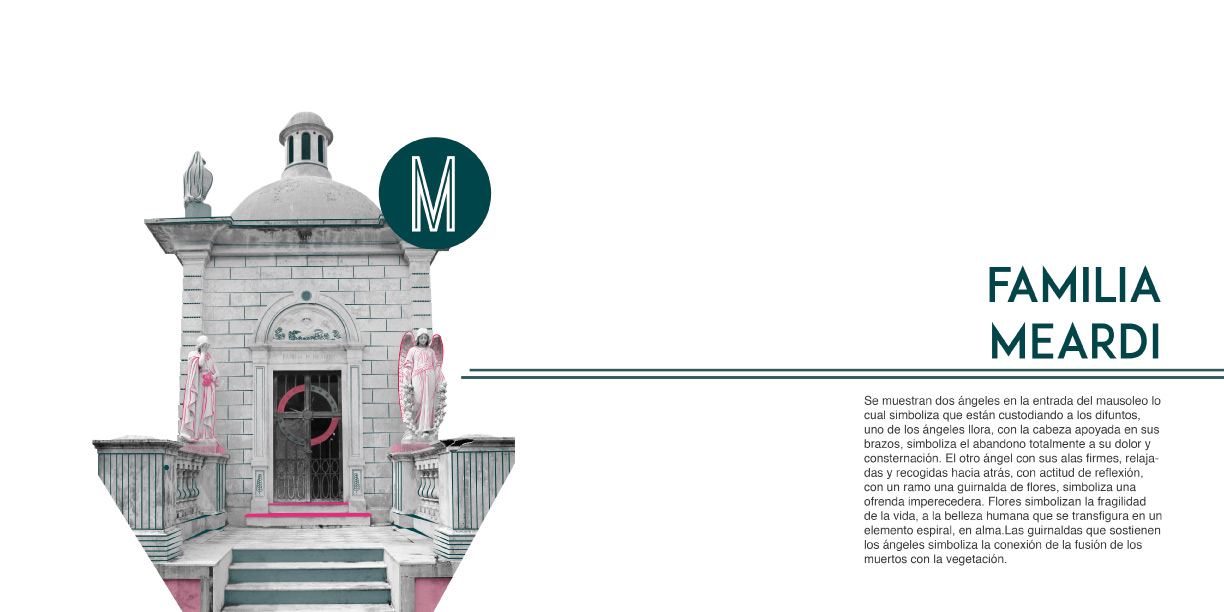 M
FAMILIA
MEARDI
Se muestran dos ángeles en la entrada del mausoleo lo
cual simboliza que están custodiando a los difuntos,
uno de los ángeles llora, con la cabeza apoyada en sus
brazos, simboliza el abandono totalmente a su dolor y
consternación. El otro ángel con sus alas firmes, relaja-
das y recogidas hacia atrás, con actitud de reflexión,
con un ramo una guirnalda de flores, simboliza una
ofrenda imperecedera. Flores simbolizan la fragilidad
de la vida, a la belleza humana que se transfigura en un
elemento espiral, en alma.Las guirnaldas que sostienen
los ángeles simboliza la conexión de la fusión de los
muertos con la vegetación.